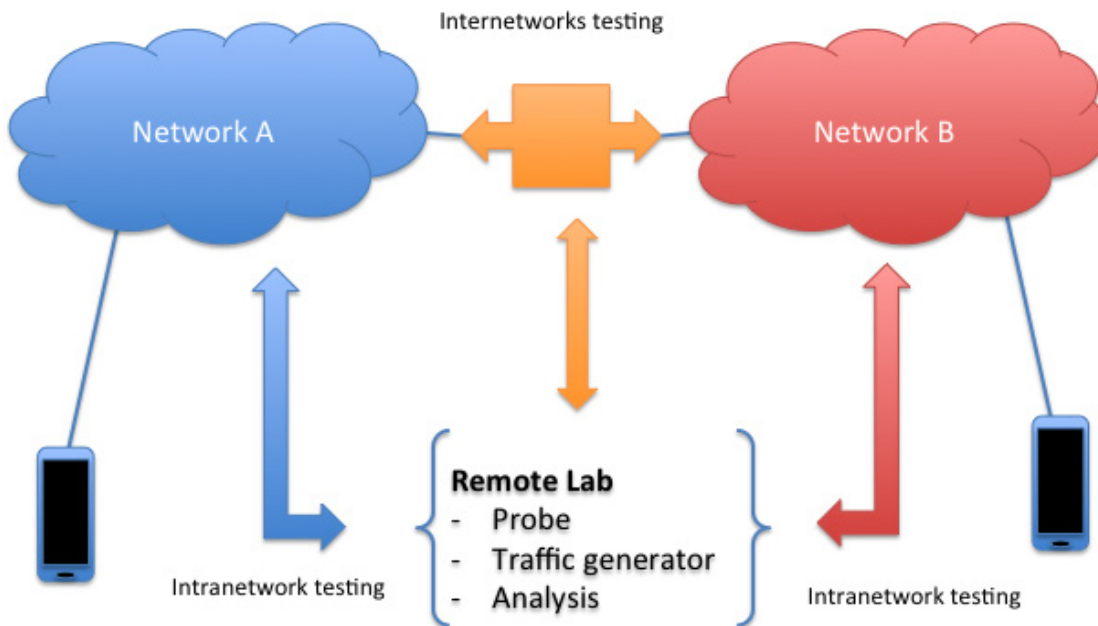 Internetworks testing
Network A
Network B
Remote Lab
- Probe
- Traffic generator
- Analysis
Intranetwork testing
Intranetwork testing